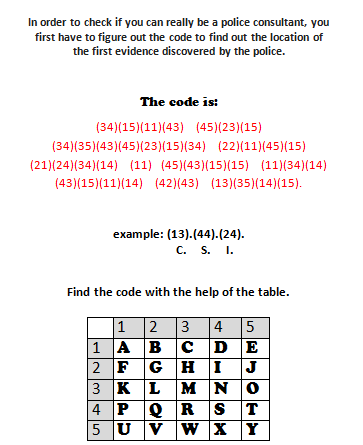 In order to check if you can really be a police consultant, you
first have to figure out the code to find out the location of
the first evidence discovered by the police.
The code is:
(34)(15)(11)(43) (45)(23)(15)
(34)(35)(43)(45)(23)(15)(34) (22)(11)(45)(15)
(21)(24)(34)(14) (11) (45)(43)(15)(15) (11)(34)(14)
(43)(15)(11)(14) (42)(43) (13)(35)(14)(15).
example: (13).(44).(24).
C. S. I.
Find the code with the help of the table.
1 2 3 4 5
1 A B C D E
2 F G H I J
3 K L M N O
4 P Q R S T
5 U V W X Y